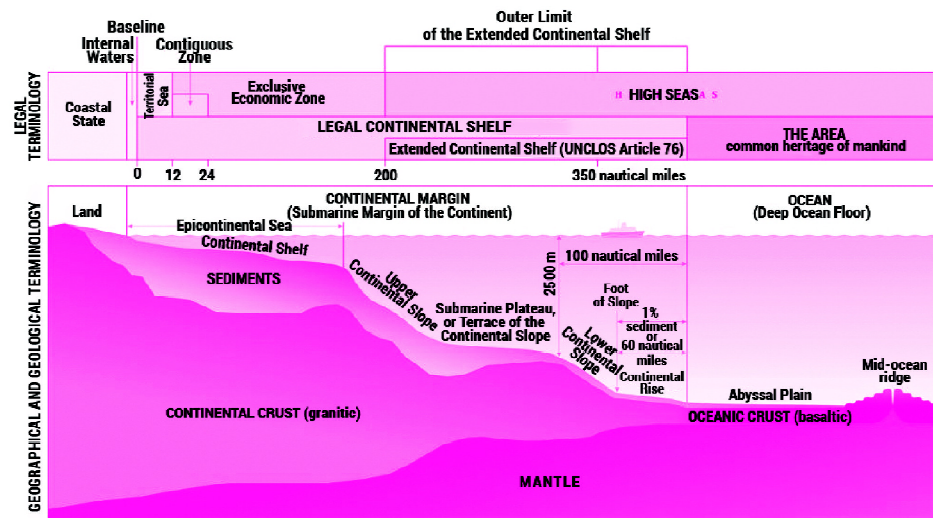 Outer Limit
of the Extended Continental Shelf
Baseline
Internal
Waters
Contiguous
Zone
LEGAL
TERMINOLOGY
Coastal
State
Territorial
Sea
Exclusive
Economic Zone
HIGH SEAS
LEGAL CONTINENTAL SHELF
Extended Continental Shelf (UNCLOS Article 76)
THE AREA
common heritage of mankind
0 12 24 200 350 nautical miles
GEOGRAPHICAL AND GEOLOGICAL TERMINOLOGY
Land
CONTINENTAL MARGIN
(Submarine Margin of the Continent)
OCEAN
(Deep Ocean Floor)
Epicontinental Sea
Continental Shelf
SEDIMENTS
Upper
Continental Slope
2500 m
100 nautical miles
Foot
of Slope
1%
sediment
or
60 nautical
miles
Submarine Plateau,
or Terrace of the
Continental Slope
Lower
Continental
Slope
Continental
Rise
Abyssal Plain
Mid-ocean
ridge
CONTINENTAL CRUST (granitic)
OCEANIC CRUST (basaltic)
MANTLE